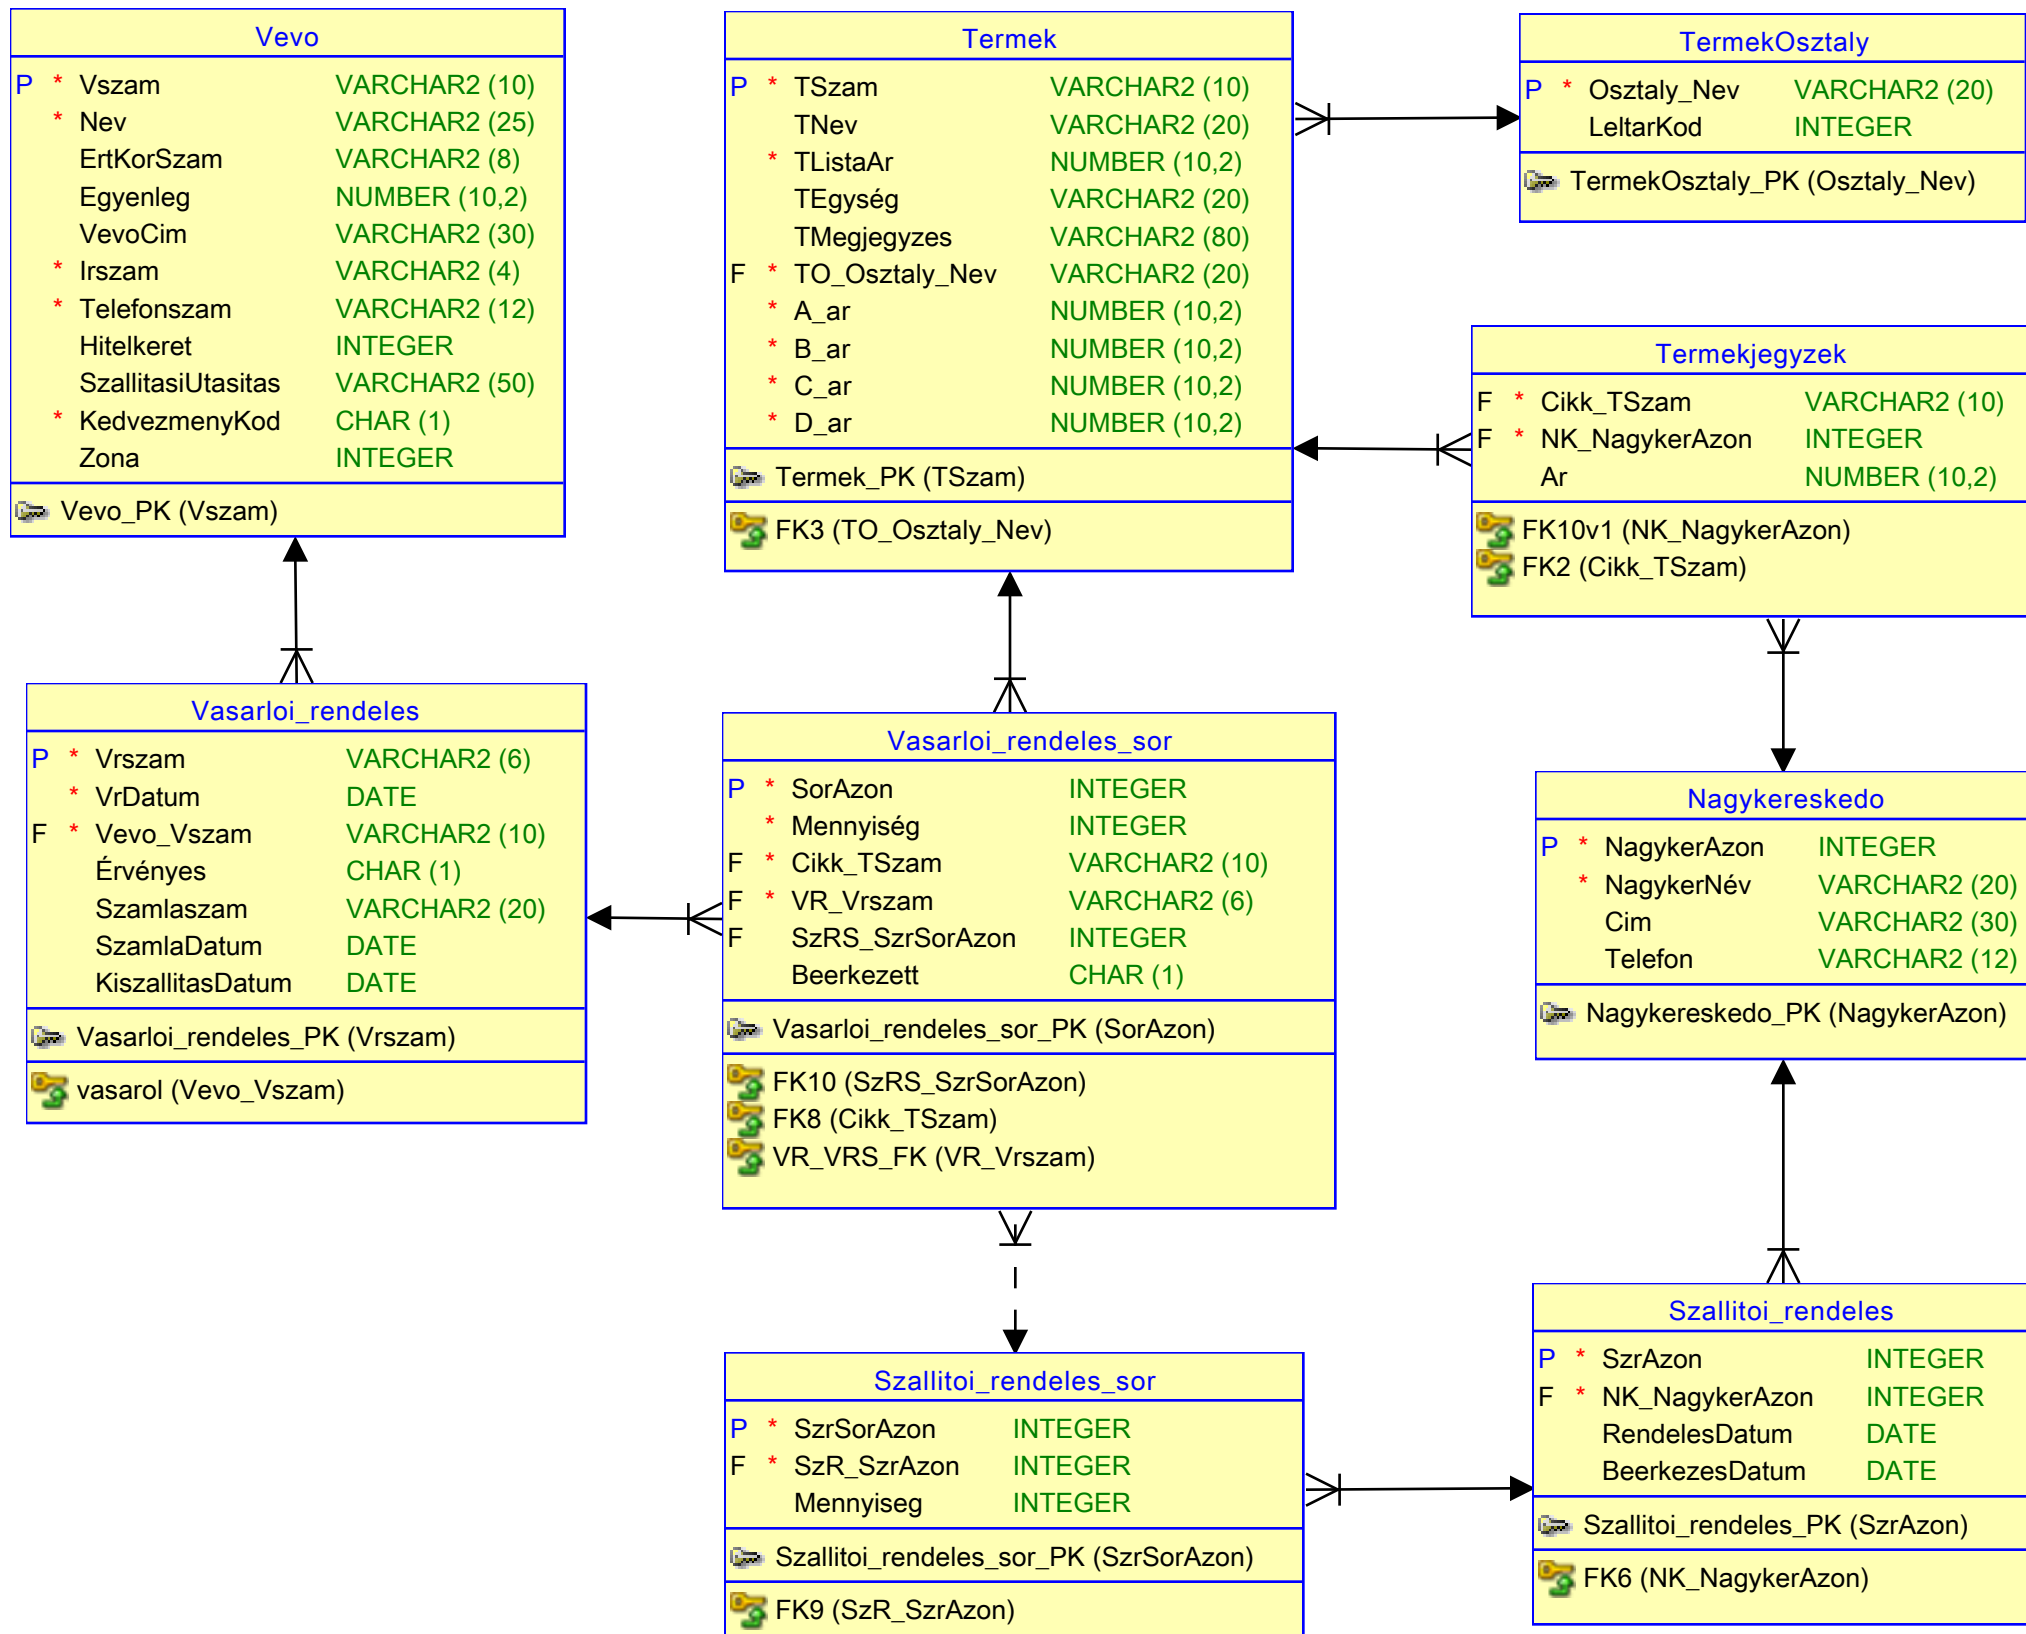 Vevo
P * Vszam VARCHAR2 (10)
* Nev VARCHAR2 (25)
ErtKorSzam VARCHAR2 (8)
Egyenleg NUMBER (10,2)
VevoCim VARCHAR2 (30)
* Irszam VARCHAR2 (4)
* Telefonszam VARCHAR2 (12)
Hitelkeret INTEGER
SzallitasiUtasitas VARCHAR2 (50)
* KedvezmenyKod CHAR (1)
Zona INTEGER
Vevo_PK (Vszam)
Termek
P * TSzam VARCHAR2 (10)
TNev VARCHAR2 (20)
* TListaAr NUMBER (10,2)
TEgység VARCHAR2 (20)
TMegjegyzes VARCHAR2 (80)
F * TO_Osztaly_Nev VARCHAR2 (20)
* A_ar NUMBER (10,2)
* B_ar NUMBER (10,2)
* C_ar NUMBER (10,2)
* D_ar NUMBER (10,2)
Termek_PK (TSzam)
FK3 (TO_Osztaly_Nev)
TermekOsztaly
P * Osztaly_Nev VARCHAR2 (20)
LeltarKod INTEGER
TermekOsztaly_PK (Osztaly_Nev)
Termekjegyzek
F * Cikk_TSzam VARCHAR2 (10)
F * NK_NagykerAzon INTEGER
Ar NUMBER (10,2)
FK10v1 (NK_NagykerAzon)
FK2 (Cikk_TSzam)
Vasarloi_rendeles
P * Vrszam VARCHAR2 (6)
* VrDatum DATE
F * Vevo_Vszam VARCHAR2 (10)
Érvényes CHAR (1)
Szamlaszam VARCHAR2 (20)
SzamlaDatum DATE
KiszallitasDatum DATE
Vasarloi_rendeles_PK (Vrszam)
vasarol (Vevo_Vszam)
Vasarloi_rendeles_sor
P * SorAzon INTEGER
* Mennyiség INTEGER
F * Cikk_TSzam VARCHAR2 (10)
F * VR_Vrszam VARCHAR2 (6)
F SzRS_SzrSorAzon INTEGER
Beerkezett CHAR (1)
Vasarloi_rendeles_sor_PK (SorAzon)
FK10 (SzRS_SzrSorAzon)
FK8 (Cikk_TSzam)
VR_VRS_FK (VR_Vrszam)
Nagykereskedo
P * NagykerAzon INTEGER
* NagykerNév VARCHAR2 (20)
Cim VARCHAR2 (30)
Telefon VARCHAR2 (12)
Nagykereskedo_PK (NagykerAzon)
Szallitoi_rendeles_sor
P * SzrSorAzon INTEGER
F * SzR_SzrAzon INTEGER
Mennyiseg INTEGER
Szallitoi_rendeles_sor_PK (SzrSorAzon)
FK9 (SzR_SzrAzon)
Szallitoi_rendeles
P * SzrAzon INTEGER
F * NK_NagykerAzon INTEGER
RendelesDatum DATE
BeerkezesDatum DATE
Szallitoi_rendeles_PK (SzrAzon)
FK6 (NK_NagykerAzon)